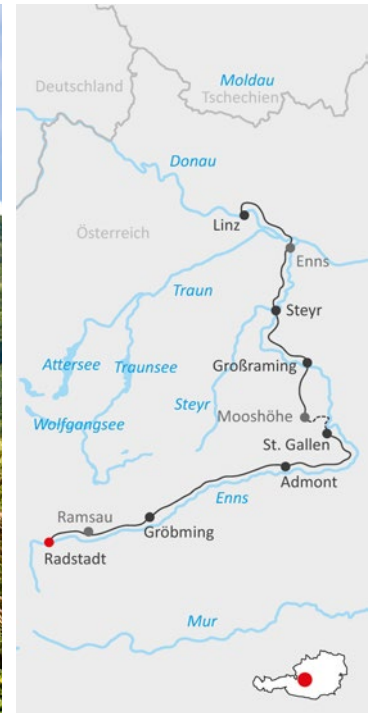 Deutschland
Moldau
Tschechien
Donau
Linz
Österreich
Enns
Traun
Steyr
Attersee
Traunsee
Großraming
Steyr
Mooshöhe
Wolfgangsee
St. Gallen
Admont
Enns
Ramsau
Gröbming
Radstadt
Mur